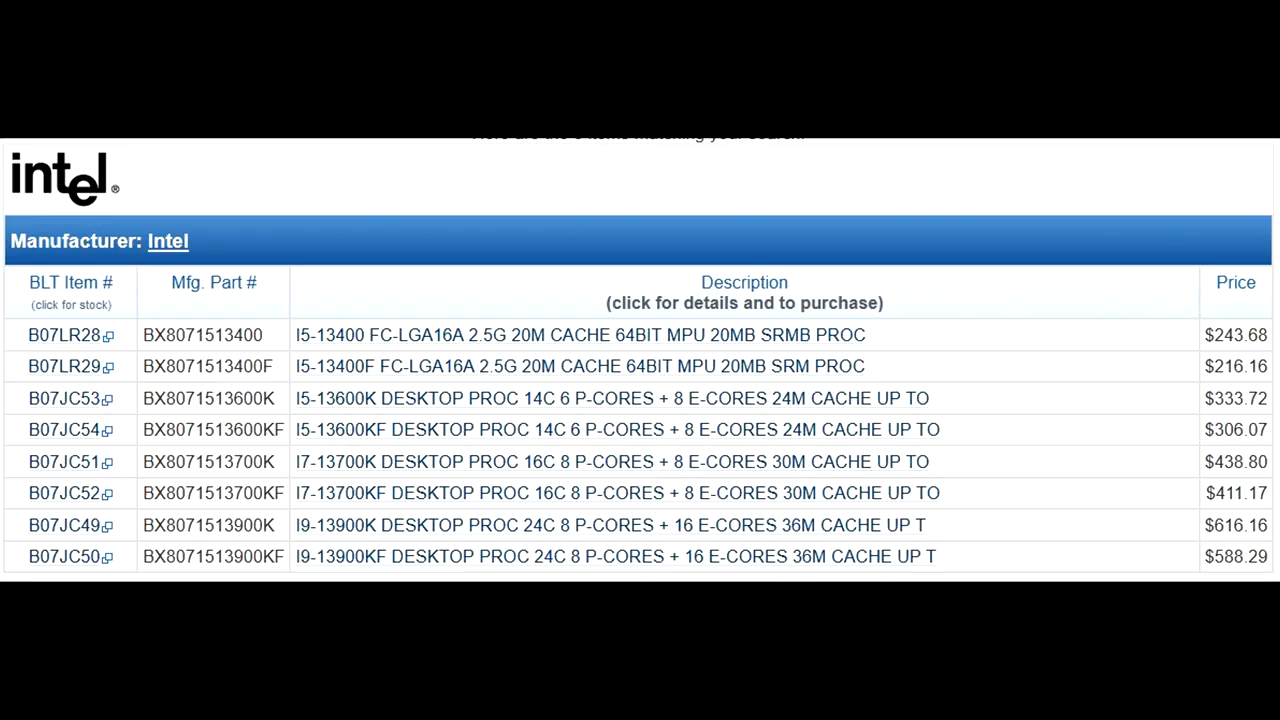 intel®
Manufacturer: Intel
BLT Item # Mfg. Part # Description Price
(click for stock) (click for details and to purchase)
B07LR28 BX8071513400 I5-13400 FC-LGA16A 2.5G 20M CACHE 64BIT MPU 20MB SRMB PROC $243.68
B07LR29 BX8071513400F I5-13400F FC-LGA16A 2.5G 20M CACHE 64BIT MPU 20MB SRM PROC $216.16
B07JC53 BX8071513600K I5-13600K DESKTOP PROC 14C 6 P-CORES + 8 E-CORES 24M CACHE UP TO $333.72
B07JC54 BX8071513600KF I5-13600KF DESKTOP PROC 14C 6 P-CORES + 8 E-CORES 24M CACHE UP TO $306.07
B07JC51 BX8071513700K I7-13700K DESKTOP PROC 16C 8 P-CORES + 8 E-CORES 30M CACHE UP TO $438.80
B07JC52 BX8071513700KF I7-13700KF DESKTOP PROC 16C 8 P-CORES + 8 E-CORES 30M CACHE UP TO $411.17
B07JC49 BX8071513900K I9-13900K DESKTOP PROC 24C 8 P-CORES + 16 E-CORES 36M CACHE UP T $616.16
B07JC50 BX8071513900KF I9-13900KF DESKTOP PROC 24C 8 P-CORES + 16 E-CORES 36M CACHE UP T $588.29